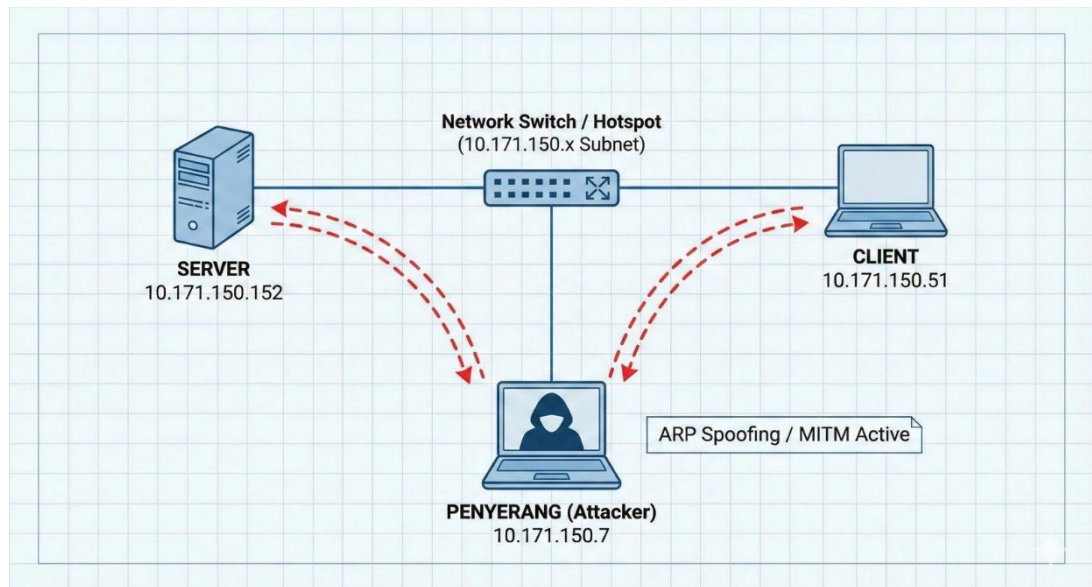 Network Switch / Hotspot
(10.171.150.x Subnet)
SERVER
10.171.150.152
CLIENT
10.171.150.51
ARP Spoofing / MITM Active
PENYERANG (Attacker)
10.171.150.7